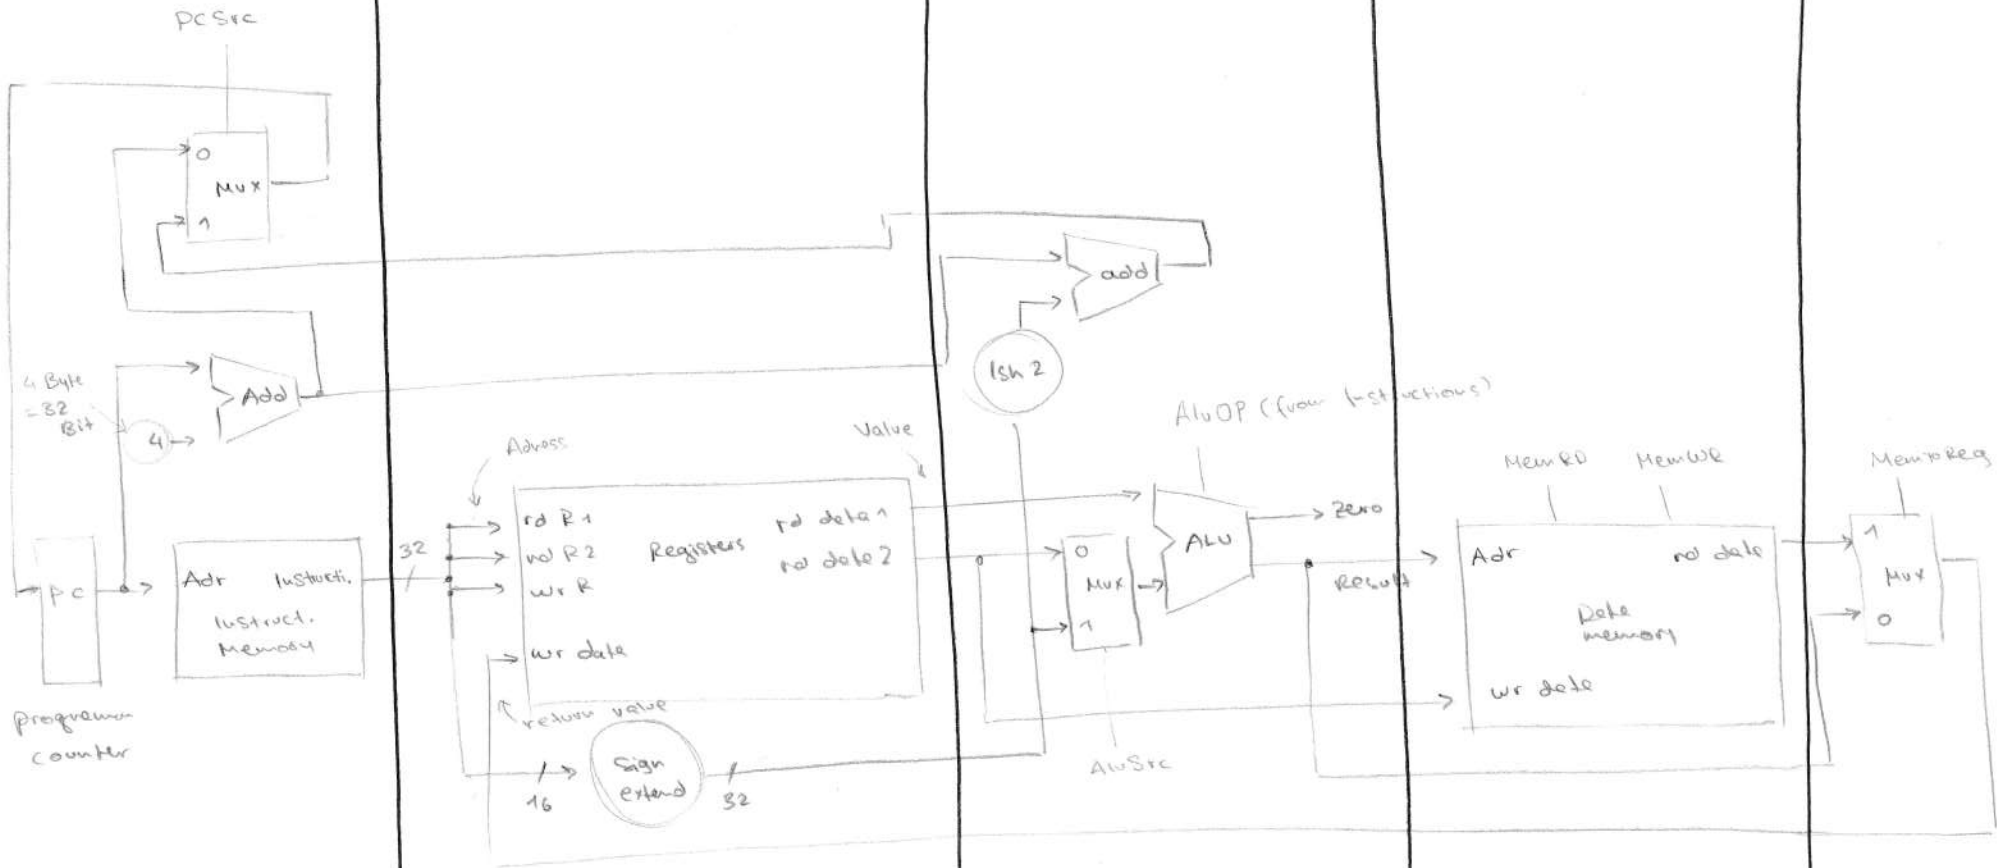 PCSrc
0
Mux
1
add
4 Byte
= 32
Bit
4
Add
lsh 2
AluOP (from Instructions)
Adress
Value
MemRD
MemWR
MemtoReg
PC
Adr
Instructi.
Instruct.
Memory
32
rd R1
rd R2
wr R
wr data
Registers
rd data 1
rd data 2
0
Mux
1
ALU
Zero
Result
Adr
rd data
Data
memory
wr data
1
Mux
0
programm
counter
return value
Sign
extend
16
32
AluSrc